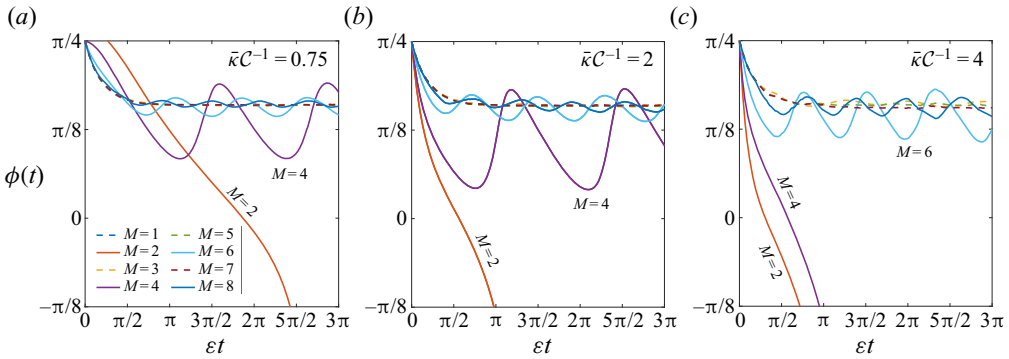 (a)
κ̄C⁻¹ = 0.75
π/4
π/8
0
−π/8
ϕ(t)
M=4
M=2
M=1
M=2
M=3
M=4
M=5
M=6
M=7
M=8
0 π/2 π 3π/2 2π 5π/2 3π
εt
(b)
κ̄C⁻¹ = 2
π/4
π/8
0
−π/8
M=4
M=2
0 π/2 π 3π/2 2π 5π/2 3π
εt
(c)
κ̄C⁻¹ = 4
π/4
π/8
0
−π/8
M=6
M=4
M=2
0 π/2 π 3π/2 2π 5π/2 3π
εt